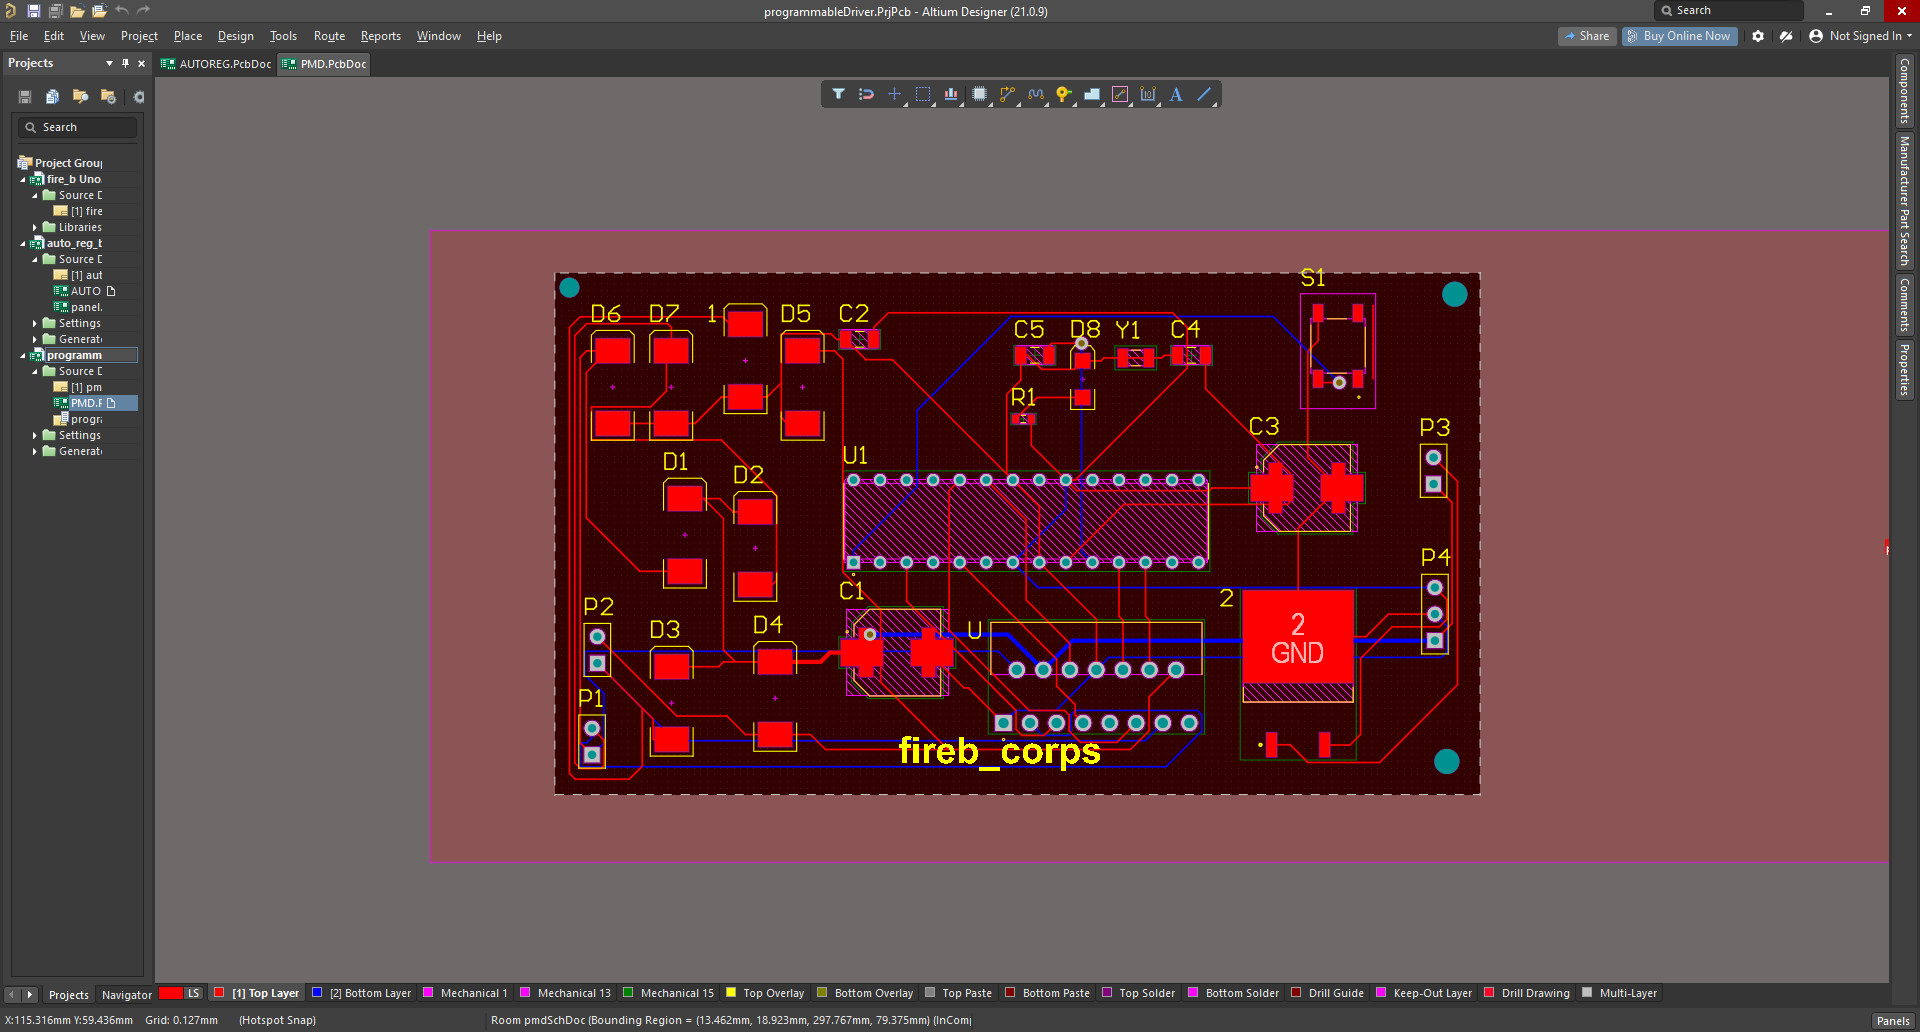 programmableDriver.PrjPcb - Altium Designer (21.0.9)
Search
File Edit View Project Place Design Tools Route Reports Window Help
Share
Buy Online Now
Not Signed In
Projects
AUTOREG.PcbDoc
PMD.PcbDoc
Search
Project Grou
fire_b Uno.
Source D
[1] fire
Libraries
auto_reg_b
Source D
[1] aut
AUTO
panel.
Settings
Generate
programm
Source D
[1] pm
PMD.P
progra
Settings
Generate
Components
Manufacturer Part Search
Comments
Properties
S1
D6 D7 1 D5 C2
C5 D8 Y1 C4
R1
C3 P3
U1
D1
D2
P4
C1
2
P2
D3 D4
U
2
GND
P1
fireb_corps
Projects Navigator
LS
[1] Top Layer
[2] Bottom Layer
Mechanical 1
Mechanical 13
Mechanical 15
Top Overlay
Bottom Overlay
Top Paste
Bottom Paste
Top Solder
Bottom Solder
Drill Guide
Keep-Out Layer
Drill Drawing
Multi-Layer
X:115.316mm Y:59.436mm Grid: 0.127mm (Hotspot Snap)
Room pmdSchDoc (Bounding Region = (13.462mm, 18.923mm, 297.767mm, 79.375mm) (InComp
Panels